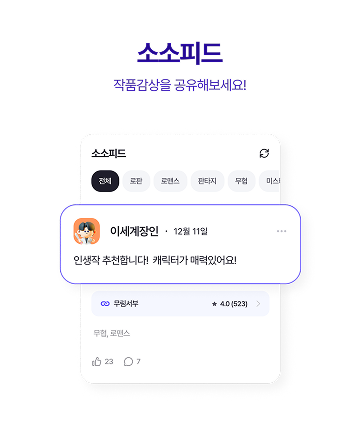 소소피드
작품감상을 공유해보세요!
소소피드
전체 로판 로맨스 판타지 무협 미스터
이세계장인 · 12월 11일
인생작 추천합니다! 캐릭터가 매력있어요!
무림서부 ★ 4.0 (523)
무협, 로맨스
23 7